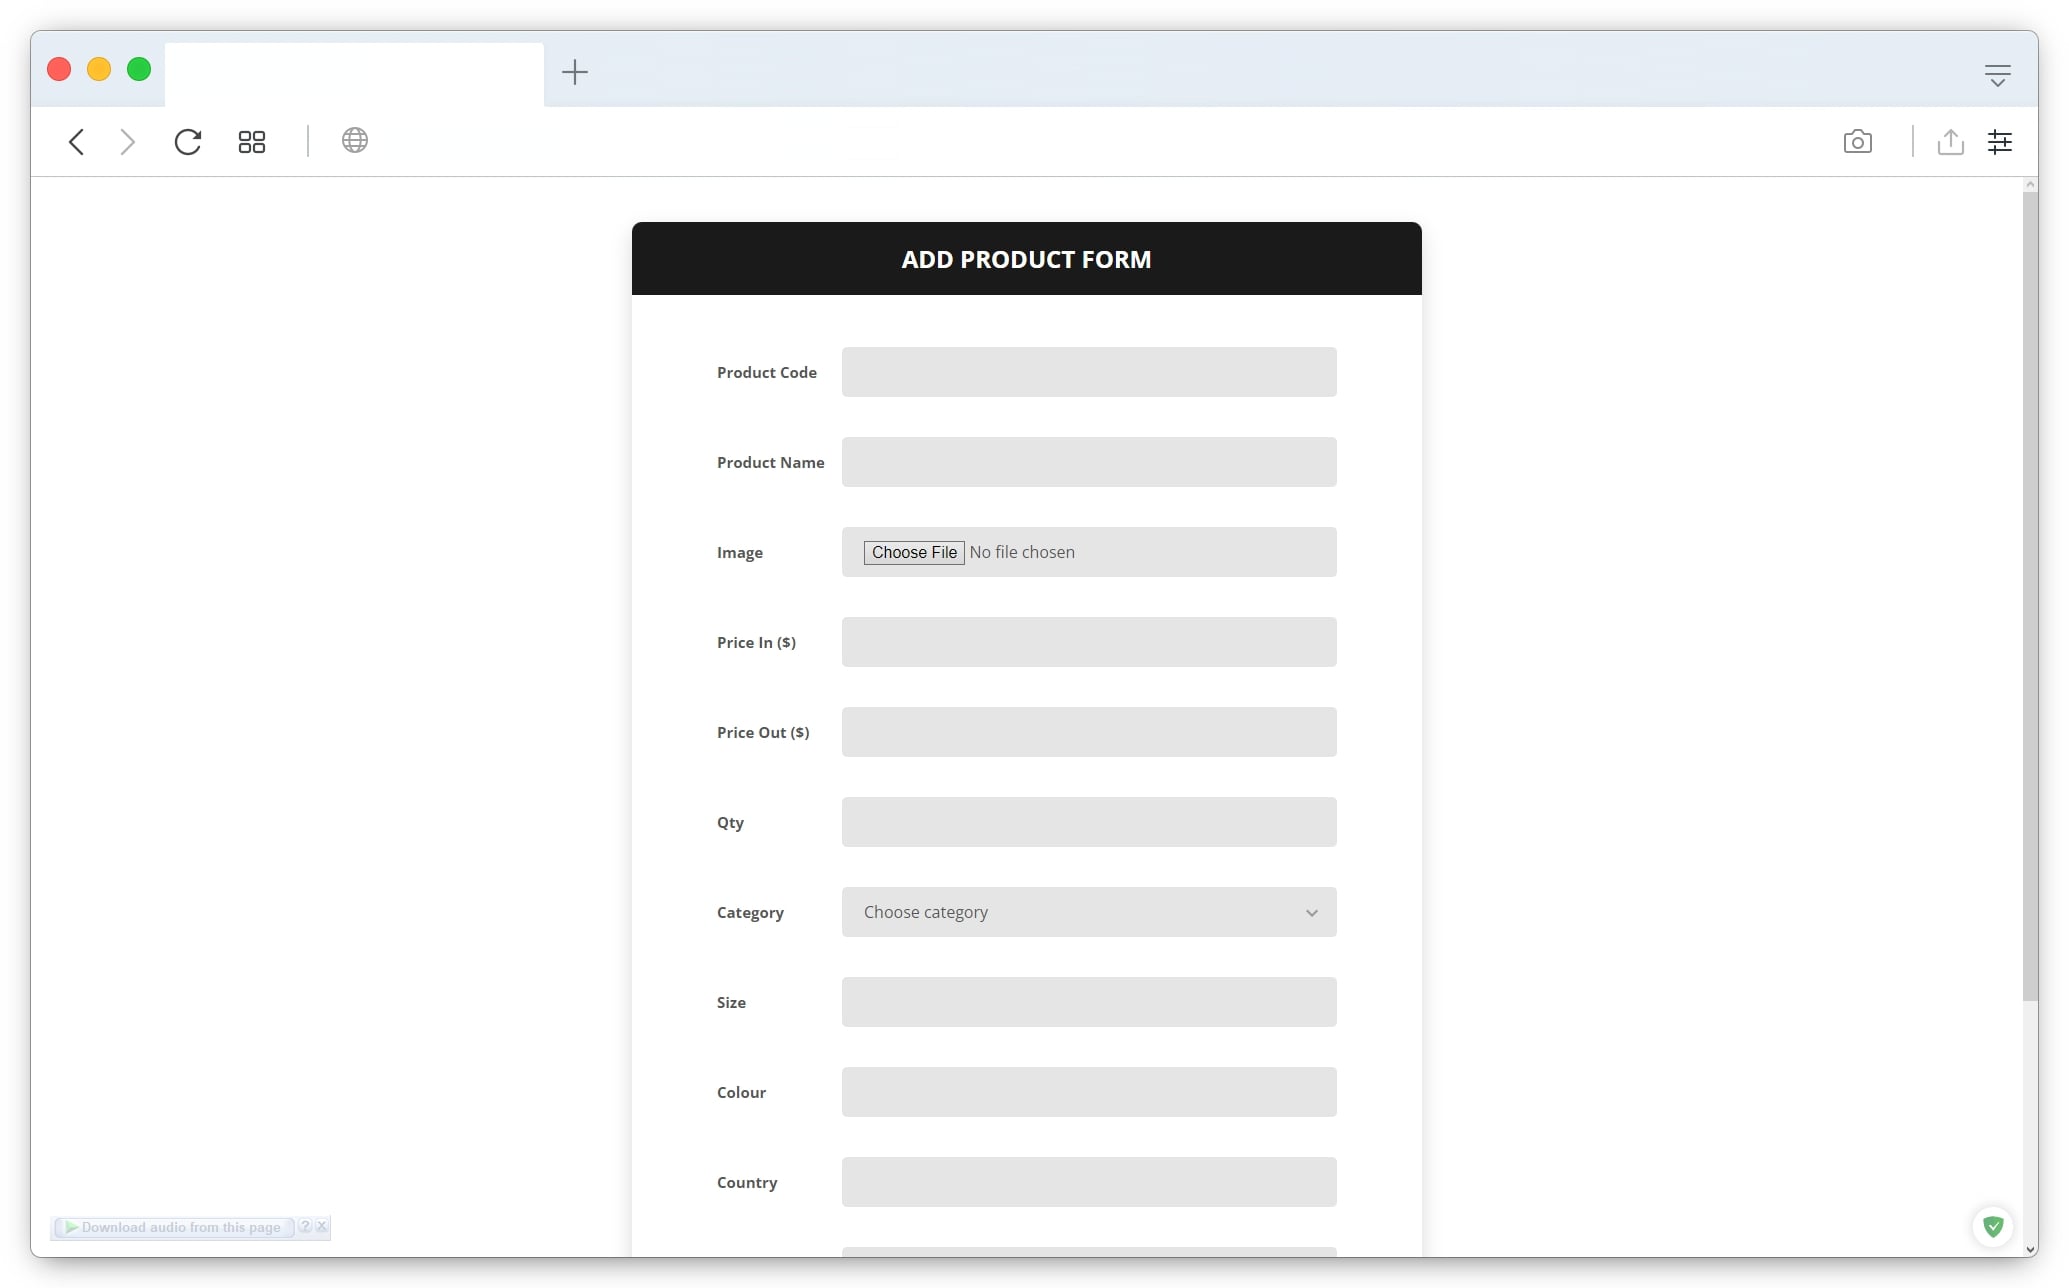 ADD PRODUCT FORM
Product Code
Product Name
Image
Choose File No file chosen
Price In ($)
Price Out ($)
Qty
Category
Choose category
Size
Colour
Country
Download audio from this page ? X